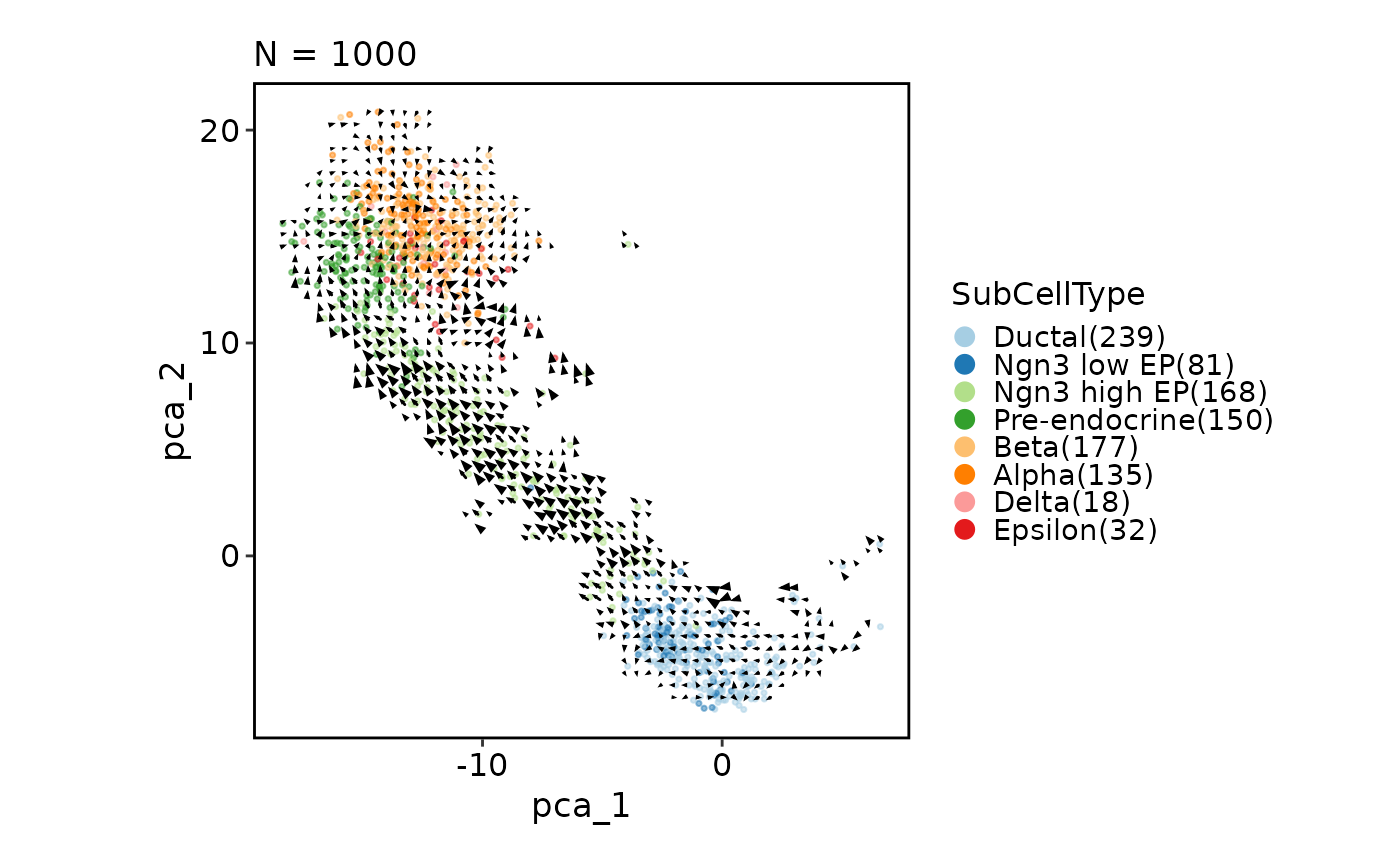 N = 1000
20
10
0
-10
0
pca_1
pca_2
SubCellType
Ductal(239)
Ngn3 low EP(81)
Ngn3 high EP(168)
Pre-endocrine(150)
Beta(177)
Alpha(135)
Delta(18)
Epsilon(32)